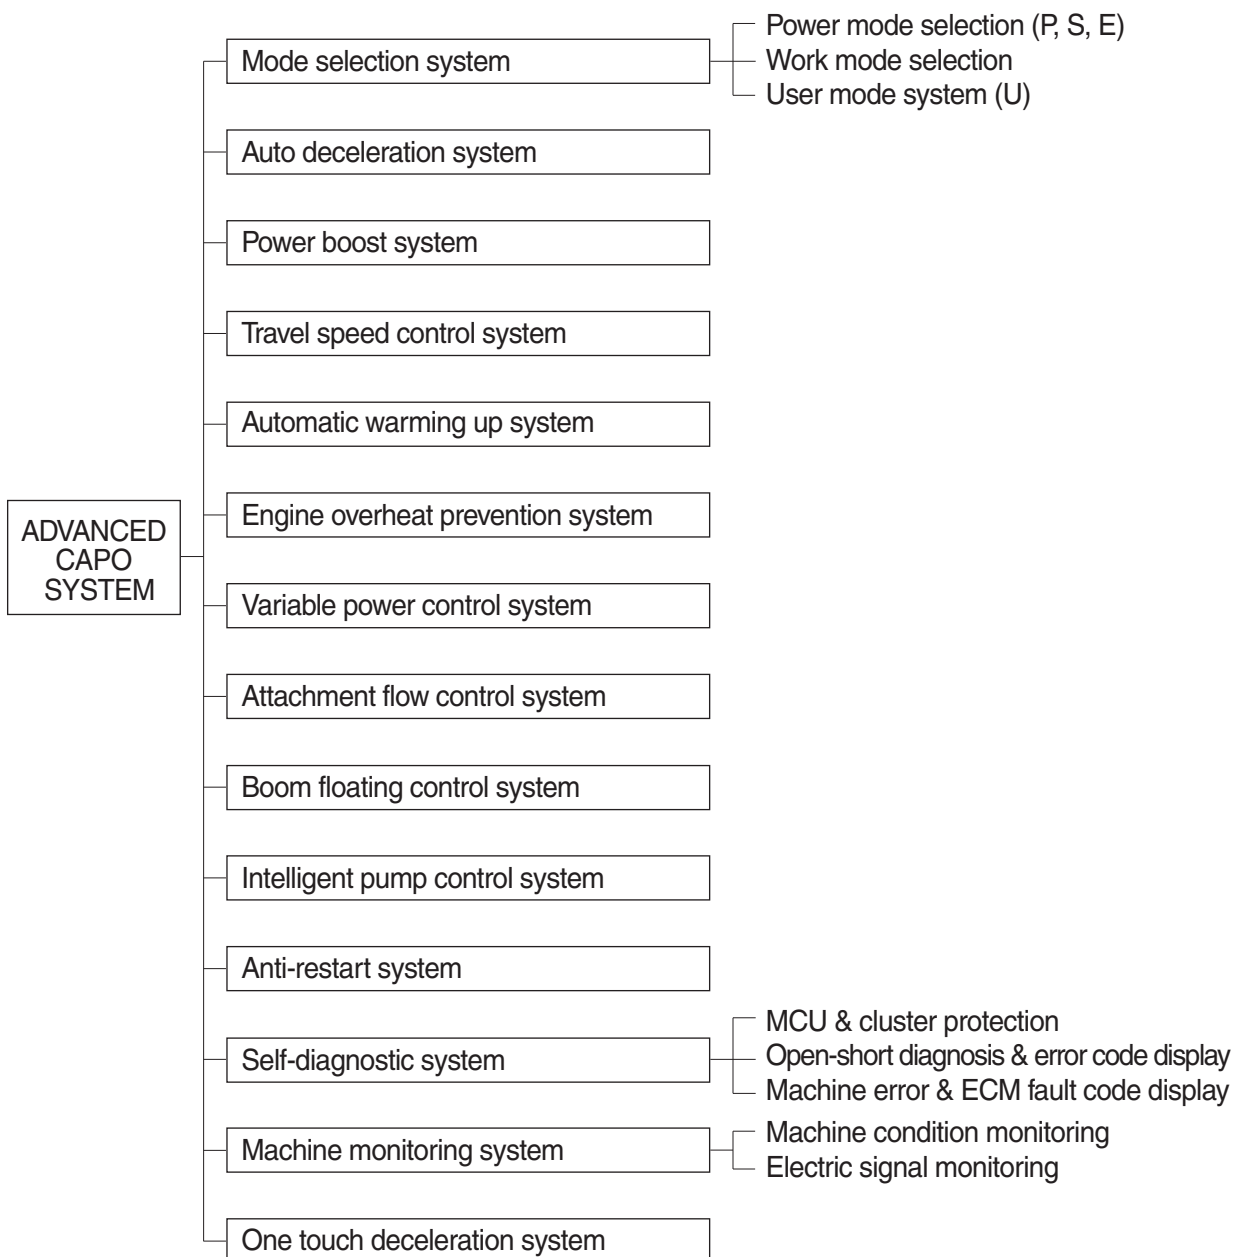 Mode selection system
Power mode selection (P, S, E)
Work mode selection
User mode system (U)
Auto deceleration system
Power boost system
Travel speed control system
Automatic warming up system
Engine overheat prevention system
ADVANCED
CAPO
SYSTEM
Variable power control system
Attachment flow control system
Boom floating control system
Intelligent pump control system
Anti-restart system
Self-diagnostic system
MCU & cluster protection
Open-short diagnosis & error code display
Machine error & ECM fault code display
Machine monitoring system
Machine condition monitoring
Electric signal monitoring
One touch deceleration system